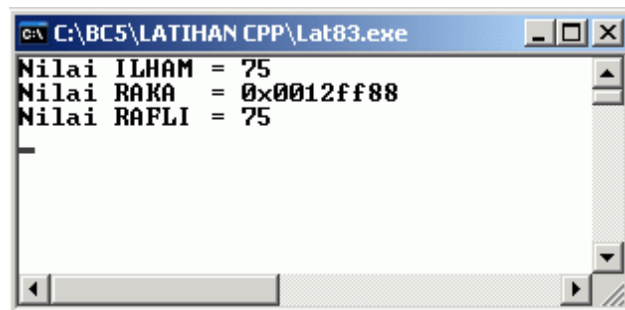 C:\BC5\LATIHAN CPP\Lat83.exe
Nilai ILHAM = 75
Nilai RAKA  = 0x0012ff88
Nilai RAFLI = 75